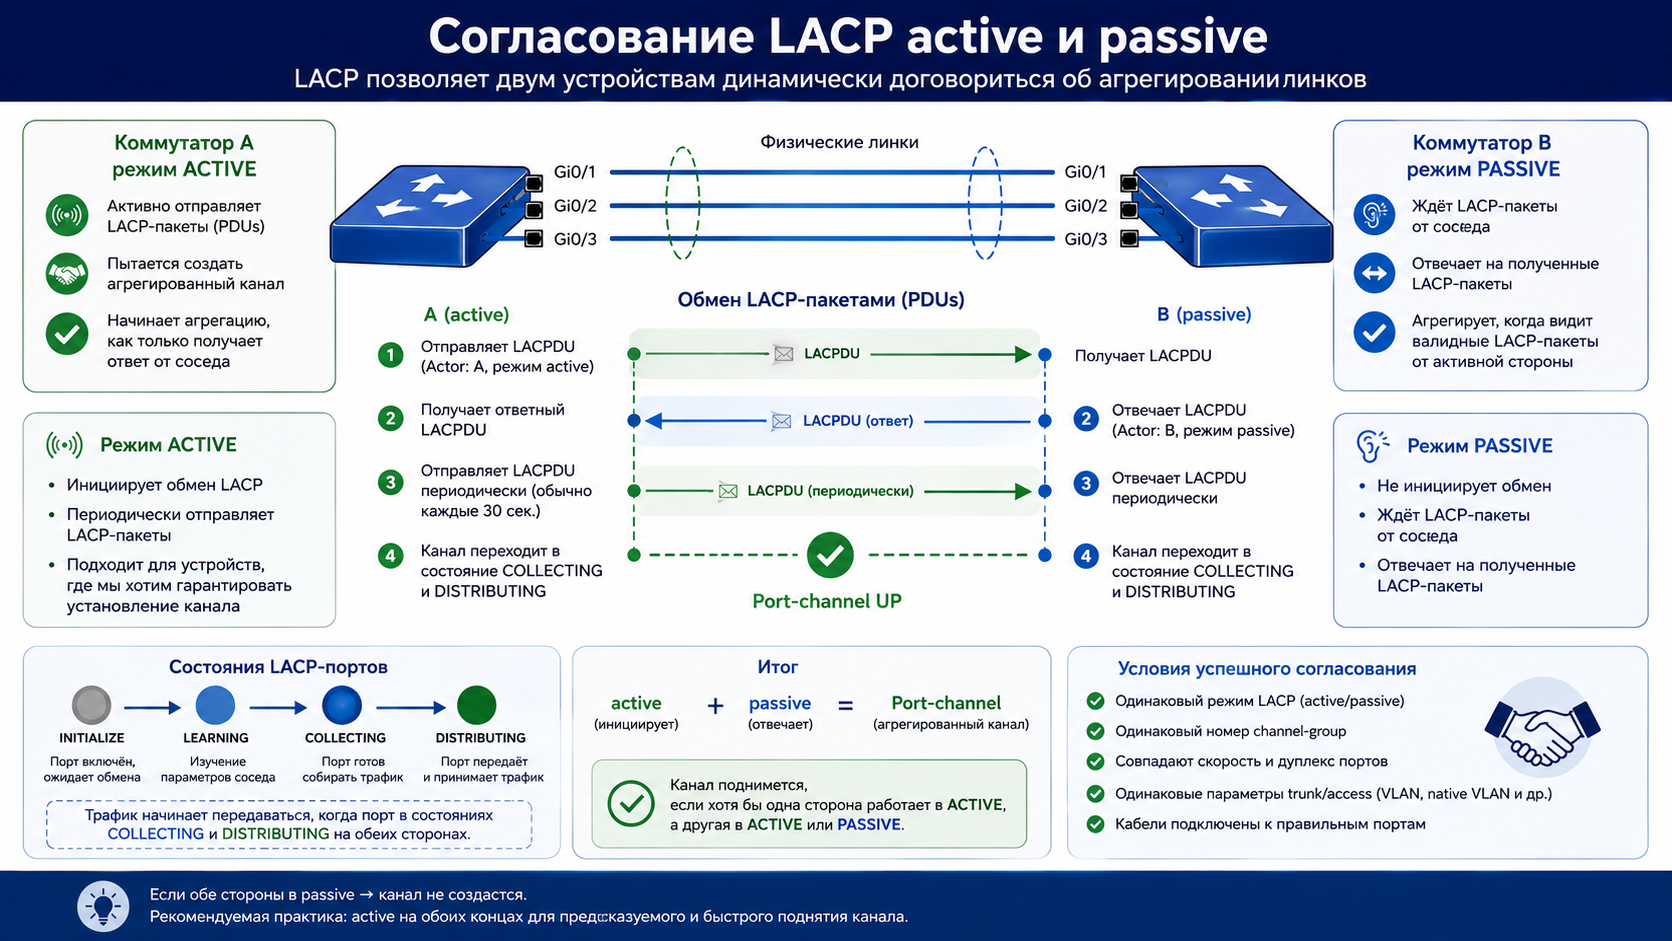 Согласование LACP active и passive
LACP позволяет двум устройствам динамически договориться об агрегировании линков
Коммутатор A
режим ACTIVE
Активно отправляет
LACP-пакеты (PDUs)
Пытается создать
агрегированный канал
Начинает агрегацию,
как только получает
ответ от соседа
Физические линки
Gi0/1
Gi0/2
Gi0/3
Gi0/1
Gi0/2
Gi0/3
Коммутатор B
режим PASSIVE
Ждёт LACP-пакеты
от соседа
Отвечает на полученные
LACP-пакеты
Агрегирует, когда видит
валидные LACP-пакеты
от активной стороны
Обмен LACP-пакетами (PDUs)
A (active)
B (passive)
1
Отправляет LACPDU
(Actor: A, режим active)
LACPDU
Получает LACPDU
2
Получает ответный
LACPDU
LACPDU (ответ)
2
Отвечает LACPDU
(Actor: B, режим passive)
3
Отправляет LACPDU
периодически (обычно
каждые 30 сек.)
LACPDU (периодически)
3
Отвечает LACPDU
периодически
4
Канал переходит в
состояние COLLECTING
и DISTRIBUTING
Port-channel UP
4
Канал переходит в
состояние COLLECTING
и DISTRIBUTING
Режим ACTIVE
• Инициирует обмен LACP
• Периодически отправляет
LACP-пакеты
• Подходит для устройств,
где мы хотим гарантировать
установление канала
Режим PASSIVE
• Не инициирует обмен
• Ждёт LACP-пакеты
от соседа
• Отвечает на полученные
LACP-пакеты
Состояния LACP-портов
INITIALIZE
Порт включён,
ожидает обмена
LEARNING
Изучение
параметров соседа
COLLECTING
Порт готов
собирать трафик
DISTRIBUTING
Порт передаёт
и принимает трафик
Трафик начинает передаваться, когда порт в состояниях
COLLECTING и DISTRIBUTING на обеих сторонах.
Итог
active
(инициирует)
+
passive
(отвечает)
=
Port-channel
(агрегированный канал)
Канал поднимется,
если хотя бы одна сторона работает в ACTIVE,
а другая в ACTIVE или PASSIVE.
Условия успешного согласования
Одинаковый режим LACP (active/passive)
Одинаковый номер channel-group
Совпадают скорость и дуплекс портов
Одинаковые параметры trunk/access (VLAN, native VLAN и др.)
Кабели подключены к правильным портам
Если обе стороны в passive → канал не создастся.
Рекомендуемая практика: active на обоих концах для предсказуемого и быстрого поднятия канала.